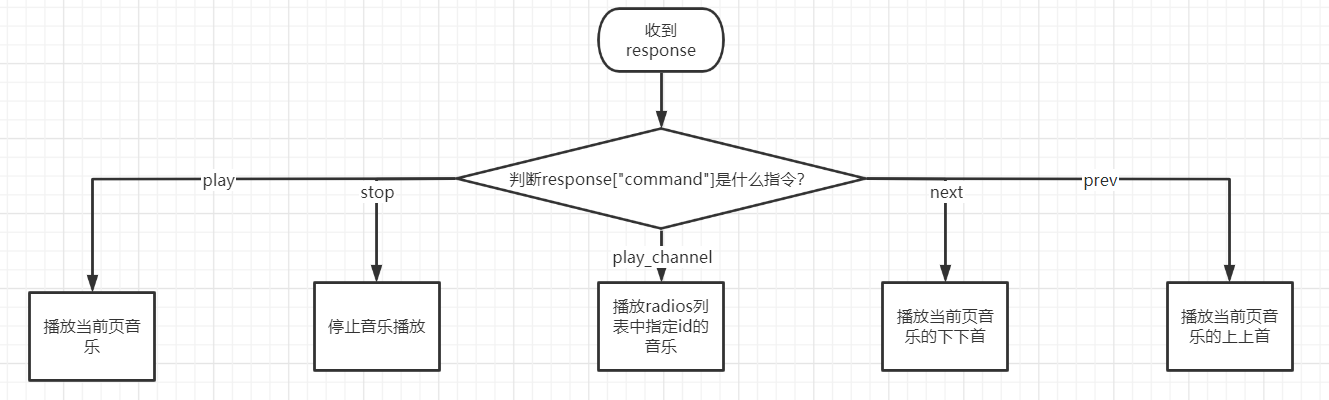 收到
response
判断response["command"]是什么指令?
play
stop
next
prev
play_channel
播放当前页音
乐
停止音乐播放
播放radios列
表中指定id的
音乐
播放当前页音
乐的下下首
播放当前页音
乐的上上首